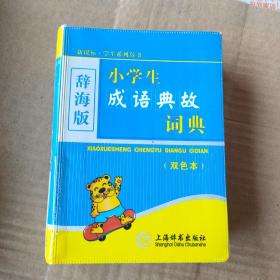 新课标·学生系列辞书
辞海版
小学生
成语典故
词典
XIAOXUESHENG CHENGYU DIANGU CIDIAN
（双色本）
上海辞书出版社
Shanghai Cishu Chubanshe